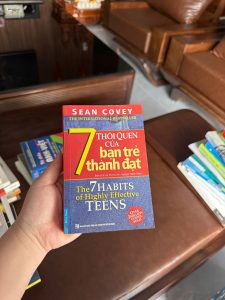 SEAN COVEY
THE INTERNATIONAL BESTSELLER
7
THÓI QUEN
CỦA
bạn trẻ
thành đạt
The 7 HABITS
of Highly Effective
TEENS